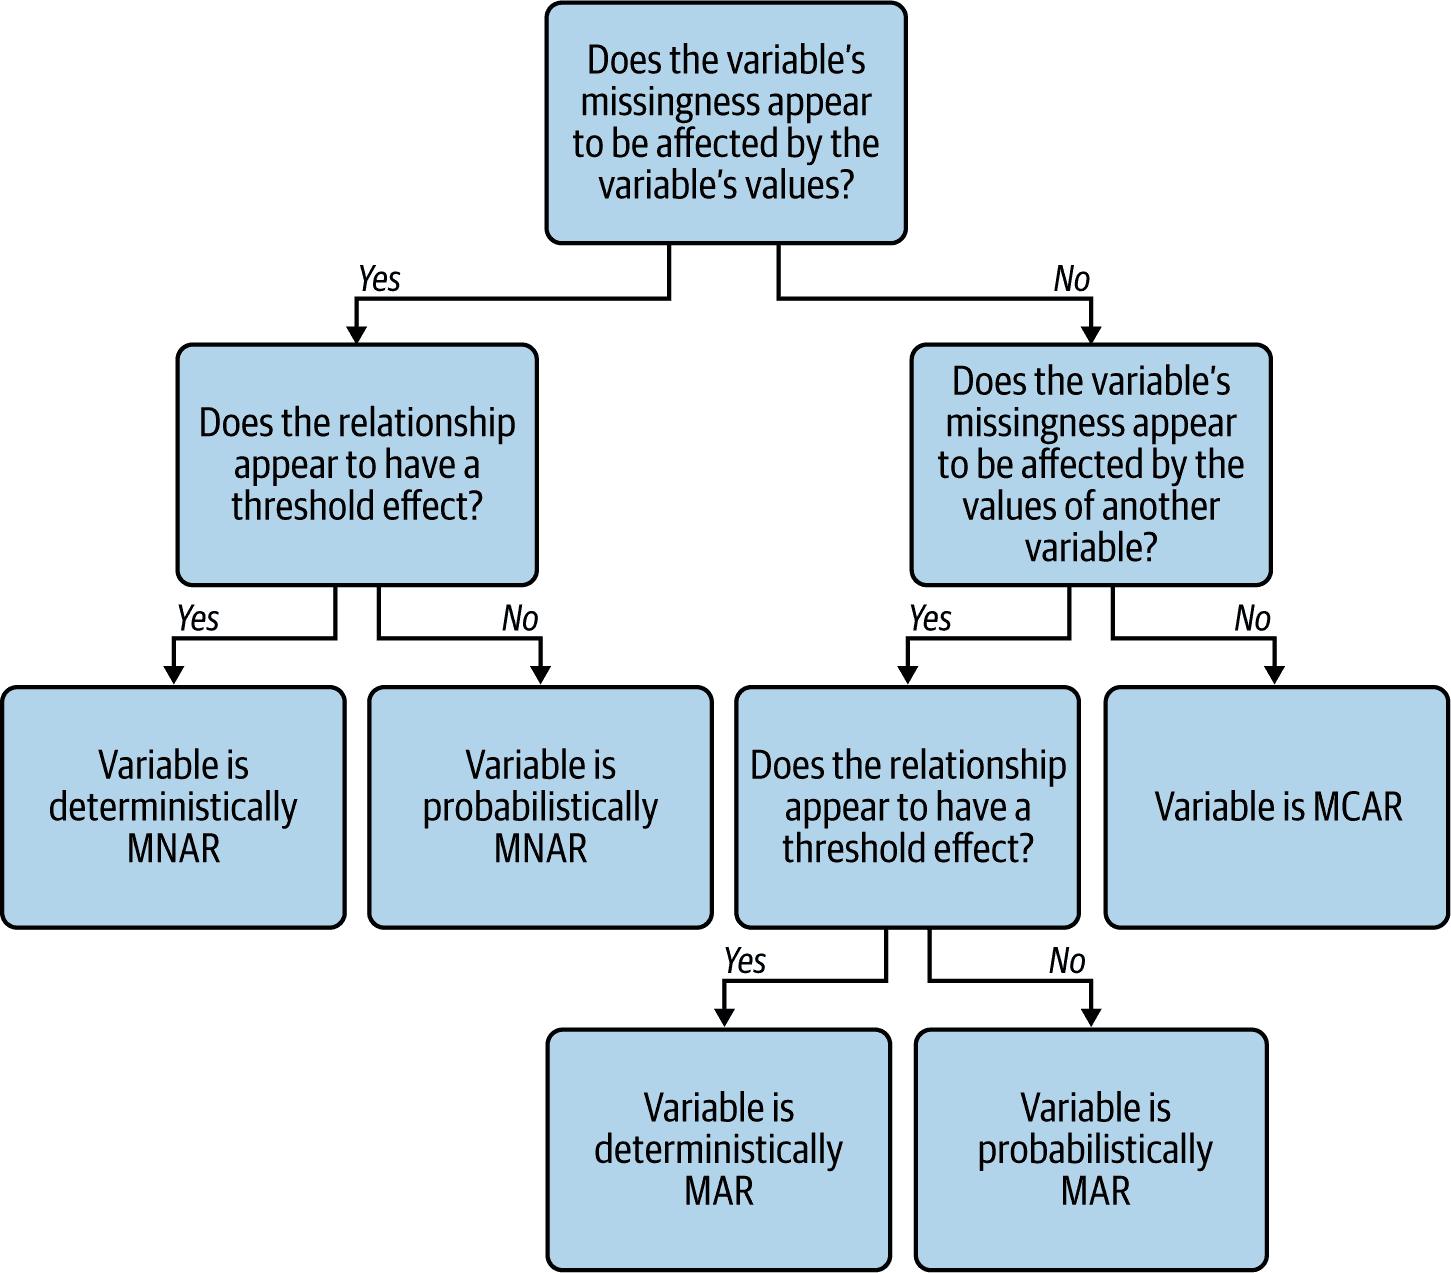 Does the variable’s
missingness appear
to be affected by the
variable’s values?
Yes
No
Does the relationship
appear to have a
threshold effect?
Does the variable’s
missingness appear
to be affected by the
values of another
variable?
Yes
No
Yes
No
Variable is
deterministically
MNAR
Variable is
probabilistically
MNAR
Does the relationship
appear to have a
threshold effect?
Variable is MCAR
Yes
No
Variable is
deterministically
MAR
Variable is
probabilistically
MAR